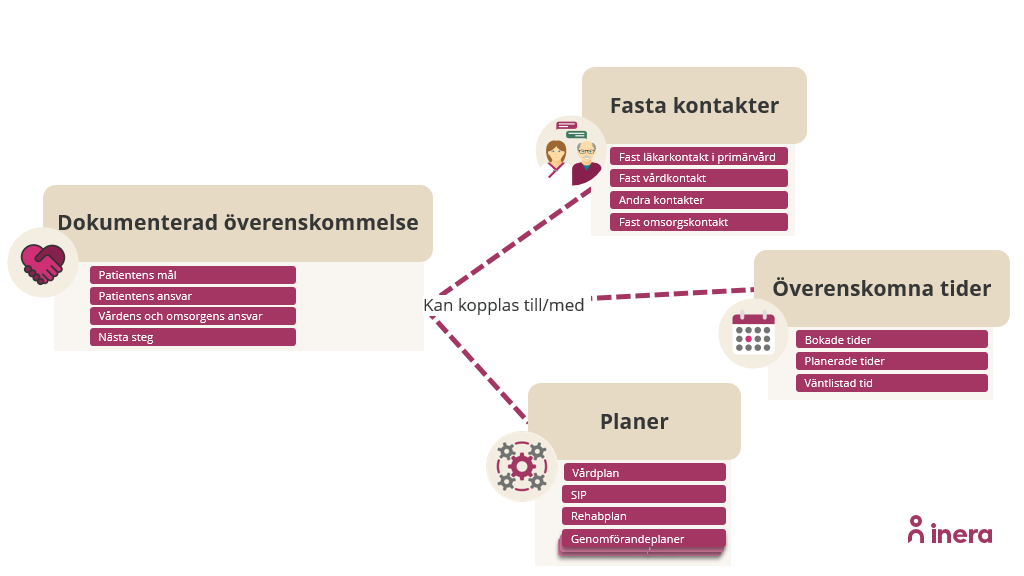 Fasta kontakter
Fast läkarkontakt i primärvård
Fast vårdkontakt
Andra kontakter
Fast omsorgskontakt
Dokumenterad överenskommelse
Patientens mål
Patientens ansvar
Vårdens och omsorgens ansvar
Nästa steg
Kan kopplas till/med
Överenskomna tider
Bokade tider
Planerade tider
Väntlistad tid
Planer
Vårdplan
SIP
Rehabplan
Genomförandeplaner
inera